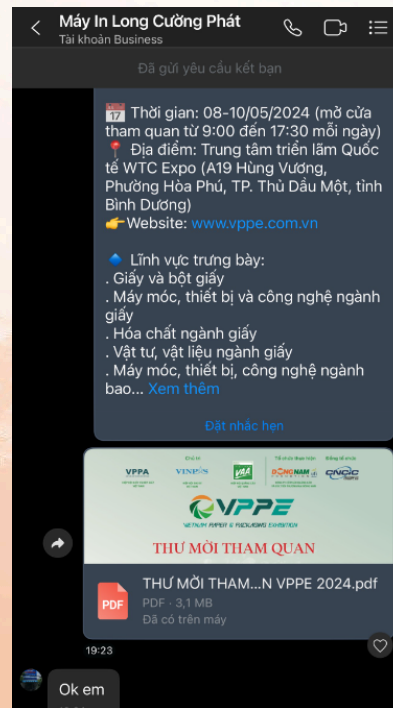 Máy In Long Cường Phát
Tài khoản Business
Đã gửi yêu cầu kết bạn
17 Thời gian: 08-10/05/2024 (mở cửa
tham quan từ 9:00 đến 17:30 mỗi ngày)
Địa điểm: Trung tâm triển lãm Quốc
tế WTC Expo (A19 Hùng Vương,
Phường Hòa Phú, TP. Thủ Dầu Một, tỉnh
Bình Dương)
Website: www.vppe.com.vn
Lĩnh vực trưng bày:
. Giấy và bột giấy
. Máy móc, thiết bị và công nghệ ngành
giấy
. Hóa chất ngành giấy
. Vật tư, vật liệu ngành giấy
. Máy móc, thiết bị, công nghệ ngành
bao... Xem thêm
Đặt nhắc hẹn
VPPA VINPAS VAA ĐÔNG NAM CNCIC
VPPE
VIETNAM PAPER & PACKAGING EXHIBITION
THƯ MỜI THAM QUAN
THƯ MỜI THAM...N VPPE 2024.pdf
PDF
PDF · 3,1 MB
Đã có trên máy
19:23
Ok em